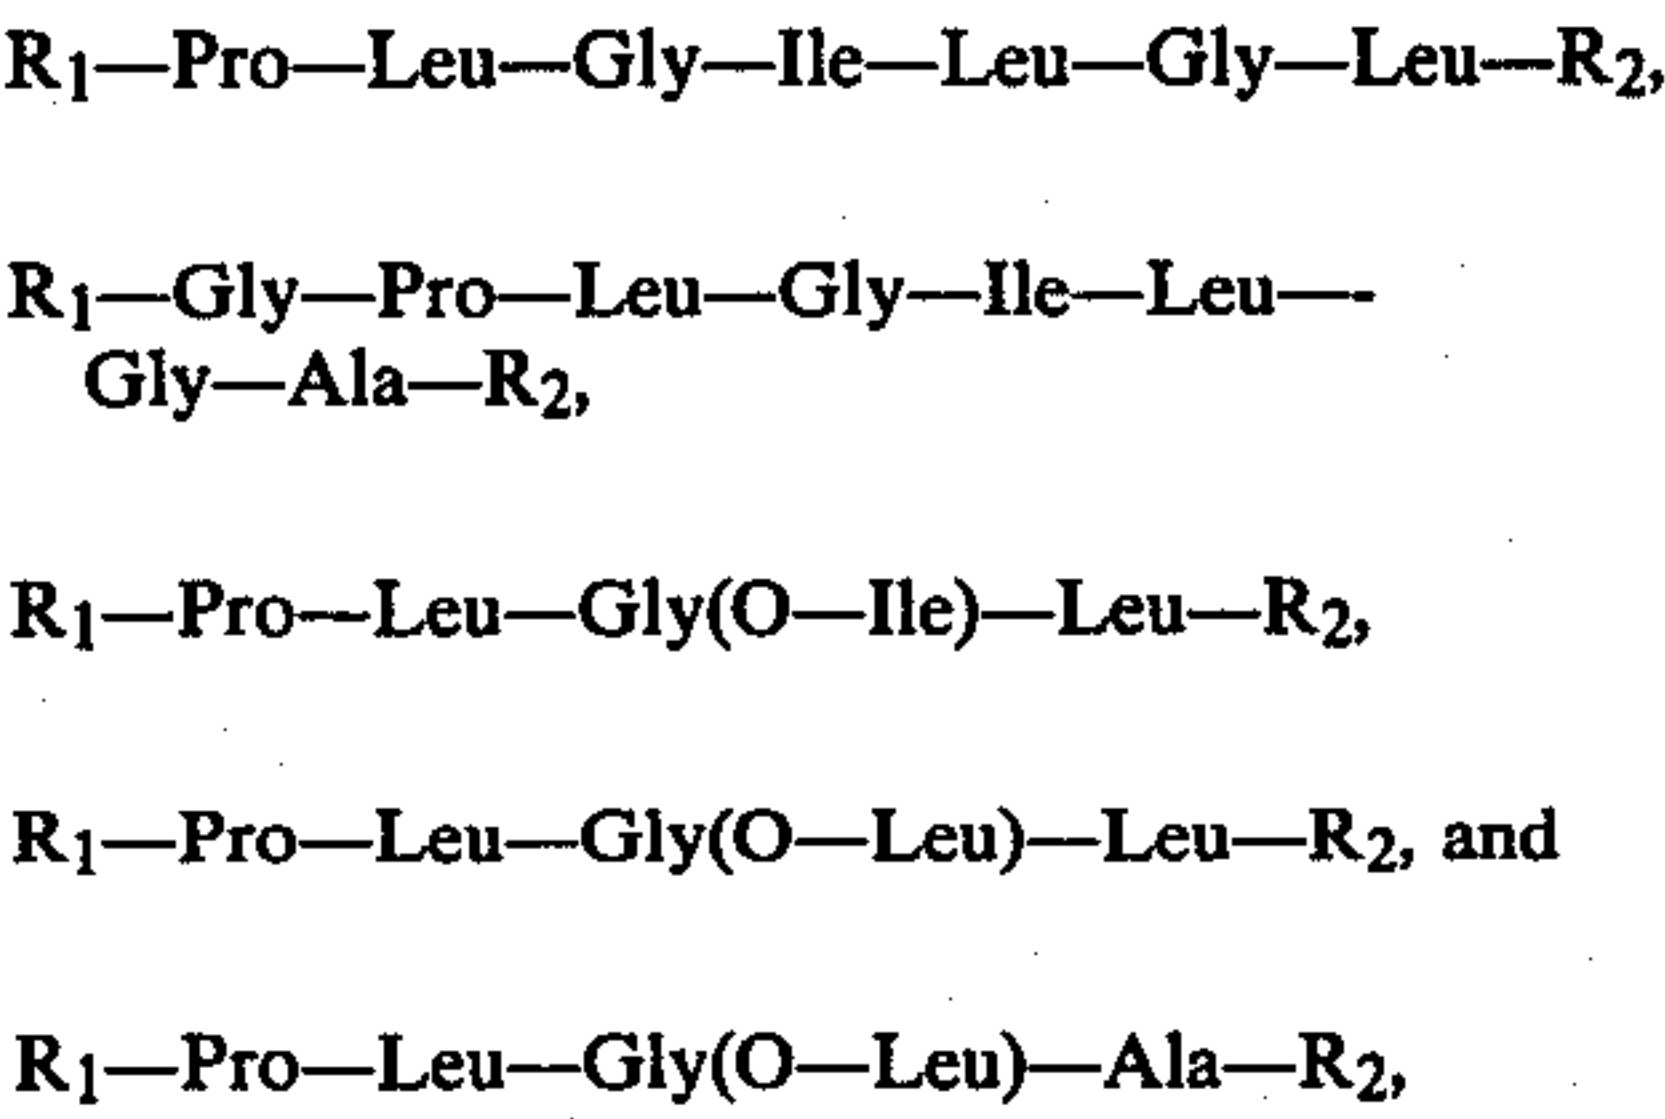 R₁—Pro—Leu—Gly—Ile—Leu—Gly—Leu—R₂,
R₁—Gly—Pro—Leu—Gly—Ile—Leu—-
Gly—Ala—R₂,
R₁—Pro—Leu—Gly(O—Ile)—Leu—R₂,
R₁—Pro—Leu—Gly(O—Leu)—Leu—R₂, and
R₁—Pro—Leu—Gly(O—Leu)—Ala—R₂,